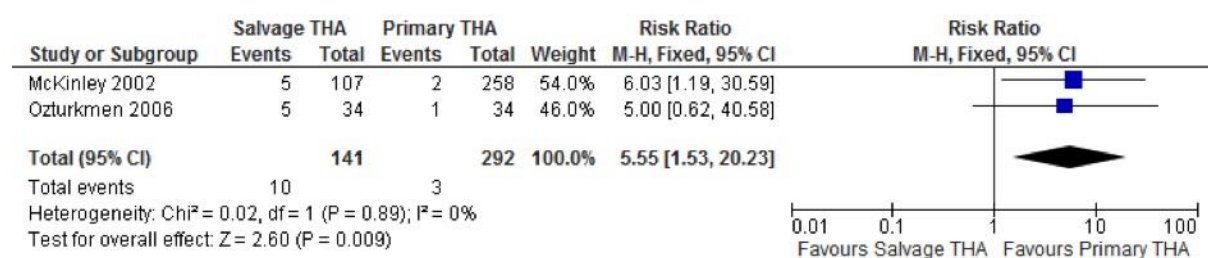 Salvage THA Primary THA Risk Ratio Risk Ratio
Study or Subgroup Events Total Events Total Weight M-H, Fixed, 95% CI M-H, Fixed, 95% CI
McKinley 2002 5 107 2 258 54.0% 6.03 [1.19, 30.59]
Ozturkmen 2006 5 34 1 34 46.0% 5.00 [0.62, 40.58]
Total (95% CI) 141 292 100.0% 5.55 [1.53, 20.23]
Total events 10 3
Heterogeneity: Chi² = 0.02, df = 1 (P = 0.89); I² = 0%
Test for overall effect: Z = 2.60 (P = 0.009)
0.01 0.1 1 10 100
Favours Salvage THA Favours Primary THA